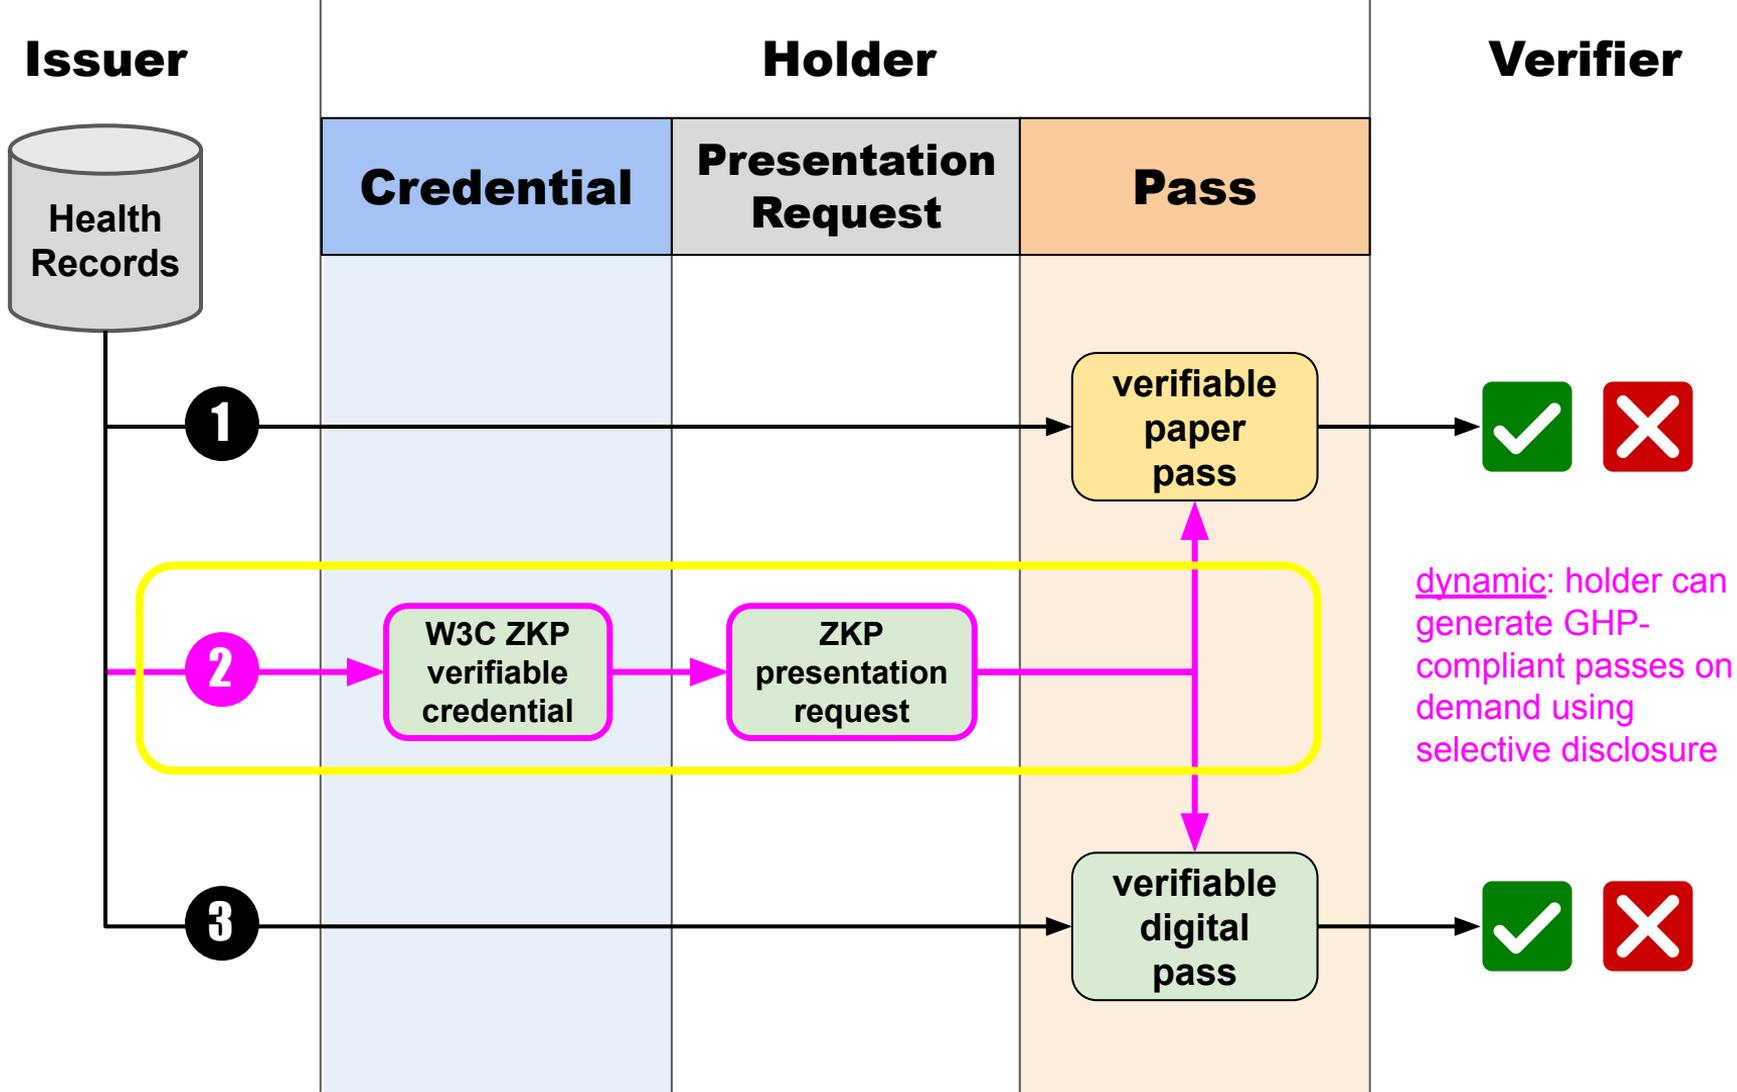 Issuer
Holder
Verifier
Health
Records
Credential
Presentation
Request
Pass
1
verifiable
paper
pass
2
W3C ZKP
verifiable
credential
ZKP
presentation
request
dynamic: holder can
generate GHP-
compliant passes on
demand using
selective disclosure
3
verifiable
digital
pass